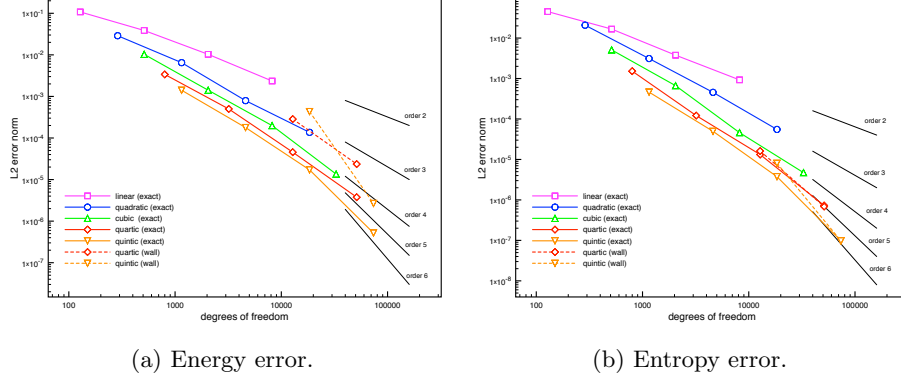 1×10⁻¹
1×10⁻²
1×10⁻³
1×10⁻⁴
1×10⁻⁵
1×10⁻⁶
1×10⁻⁷
L2 error norm
order 2
order 3
order 4
order 5
order 6
linear (exact)
quadratic (exact)
cubic (exact)
quartic (exact)
quintic (exact)
quartic (wall)
quintic (wall)
100 1000 10000 100000
degrees of freedom
(a) Energy error.
1×10⁻¹
1×10⁻²
1×10⁻³
1×10⁻⁴
1×10⁻⁵
1×10⁻⁶
1×10⁻⁷
1×10⁻⁸
L2 error norm
order 2
order 3
order 4
order 5
order 6
linear (exact)
quadratic (exact)
cubic (exact)
quartic (exact)
quintic (exact)
quartic (wall)
quintic (wall)
100 1000 10000 100000
degrees of freedom
(b) Entropy error.